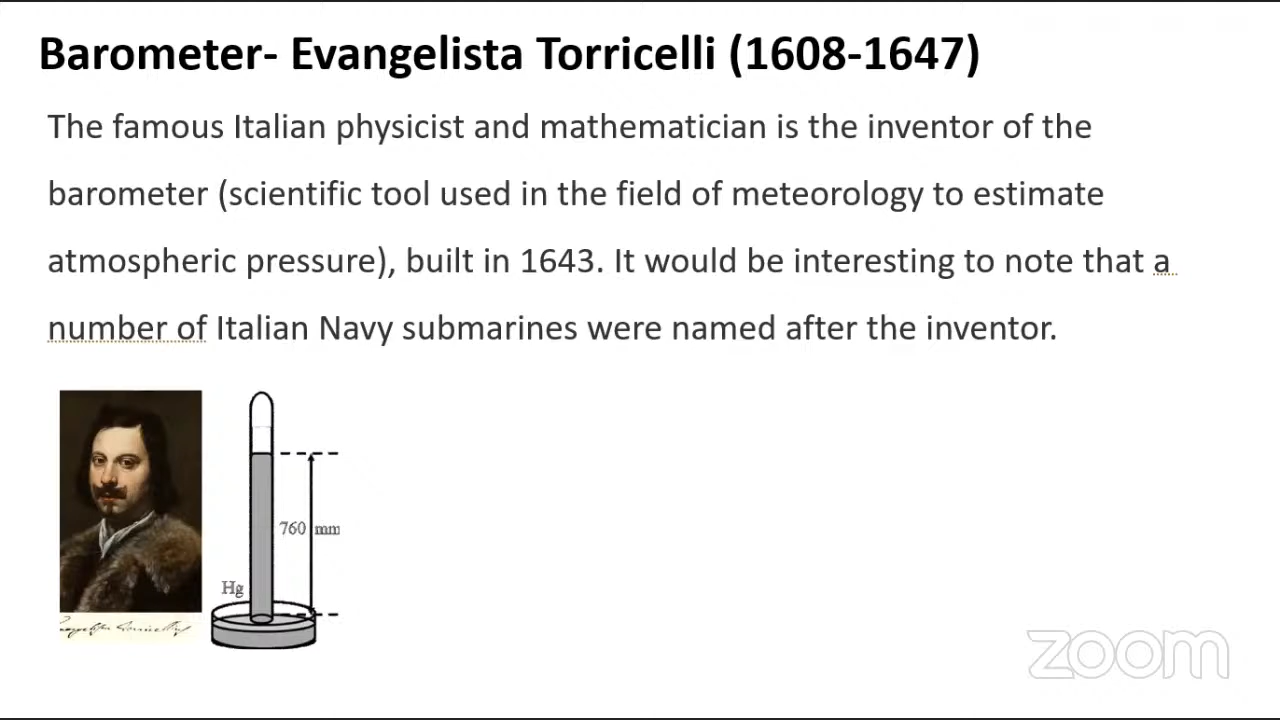 Barometer- Evangelista Torricelli (1608-1647)
The famous Italian physicist and mathematician is the inventor of the
barometer (scientific tool used in the field of meteorology to estimate
atmospheric pressure), built in 1643. It would be interesting to note that a
number of Italian Navy submarines were named after the inventor.
760 mm
Hg
zoom